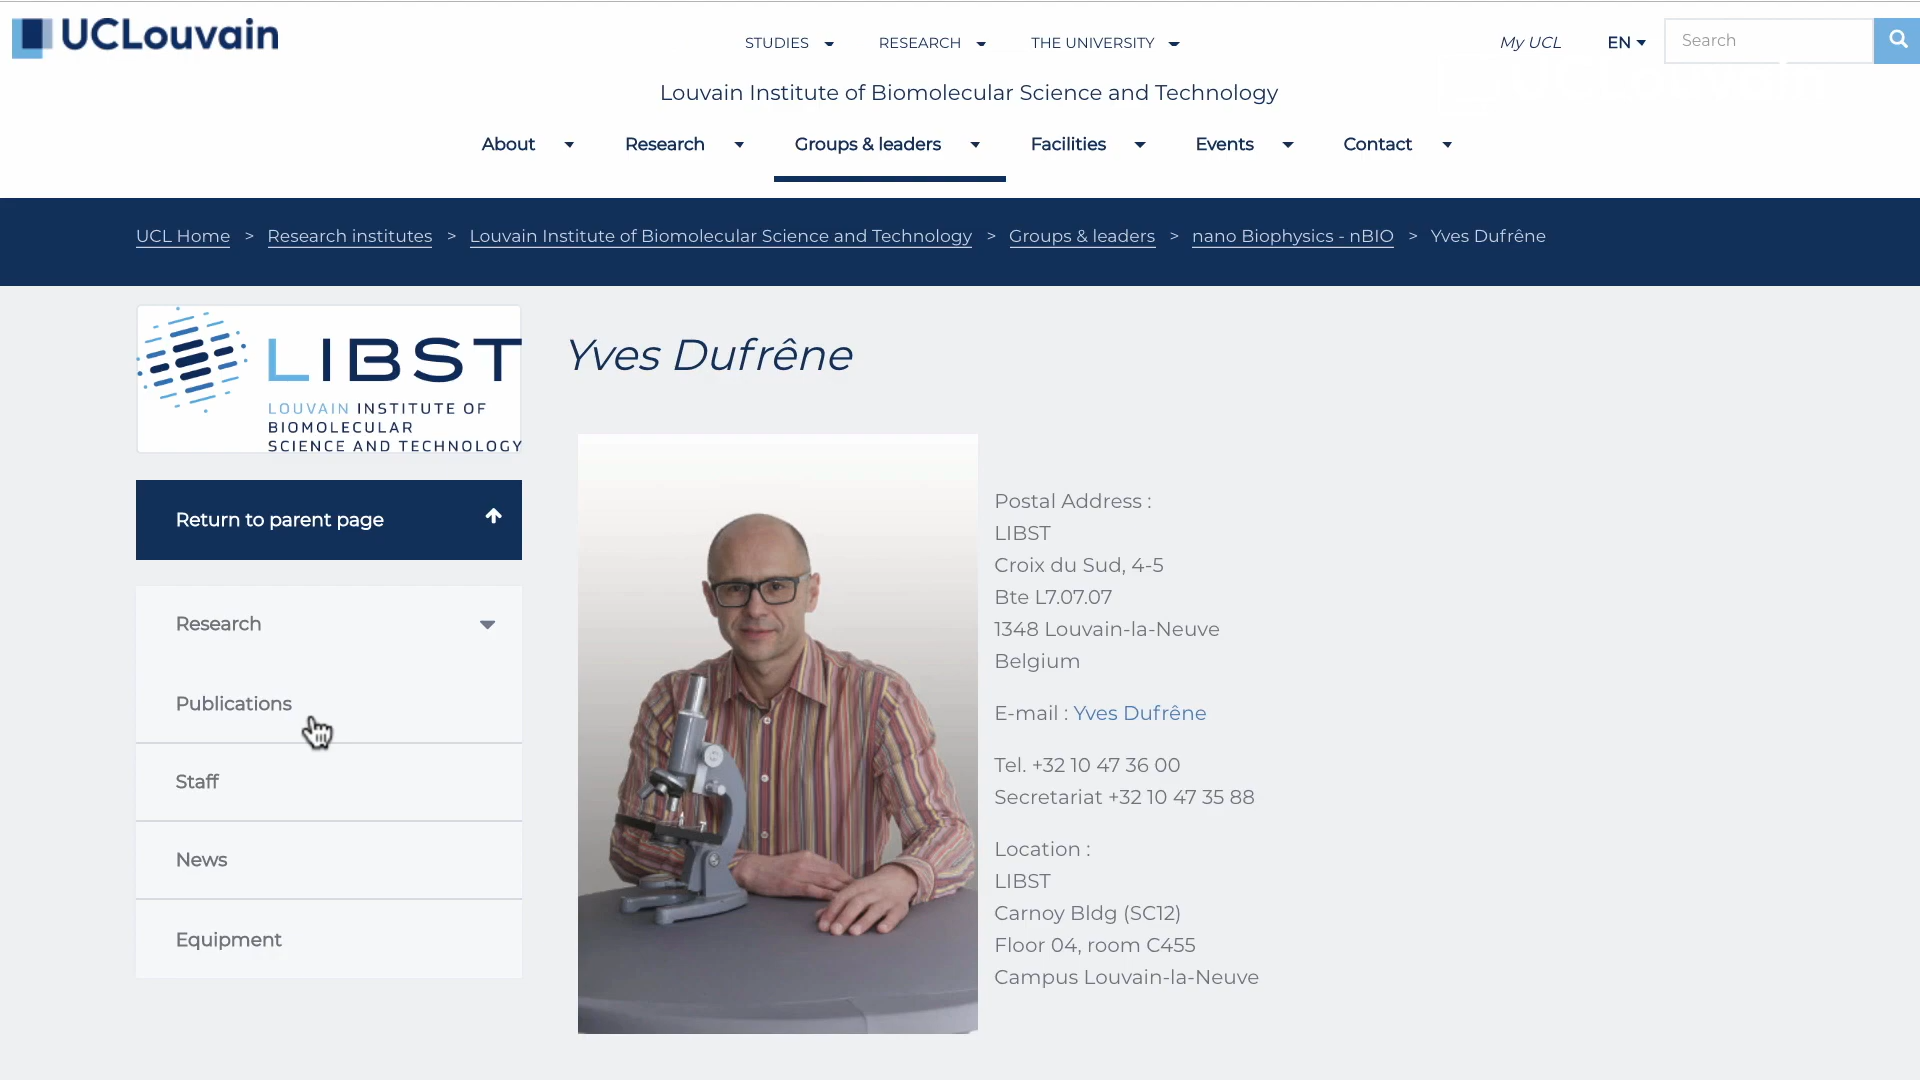 UCLouvain
STUDIES
RESEARCH
THE UNIVERSITY
My UCL
EN
Search
Louvain Institute of Biomolecular Science and Technology
About
Research
Groups & leaders
Facilities
Events
Contact
UCL Home > Research institutes > Louvain Institute of Biomolecular Science and Technology > Groups & leaders > nano Biophysics - nBIO > Yves Dufrêne
LIBST
LOUVAIN INSTITUTE OF
BIOMOLECULAR
SCIENCE AND TECHNOLOGY
Return to parent page
Research
Publications
Staff
News
Equipment
Yves Dufrêne
Postal Address :
LIBST
Croix du Sud, 4-5
Bte L7.07.07
1348 Louvain-la-Neuve
Belgium
E-mail : Yves Dufrêne
Tel. +32 10 47 36 00
Secretariat +32 10 47 35 88
Location :
LIBST
Carnoy Bldg (SC12)
Floor 04, room C455
Campus Louvain-la-Neuve